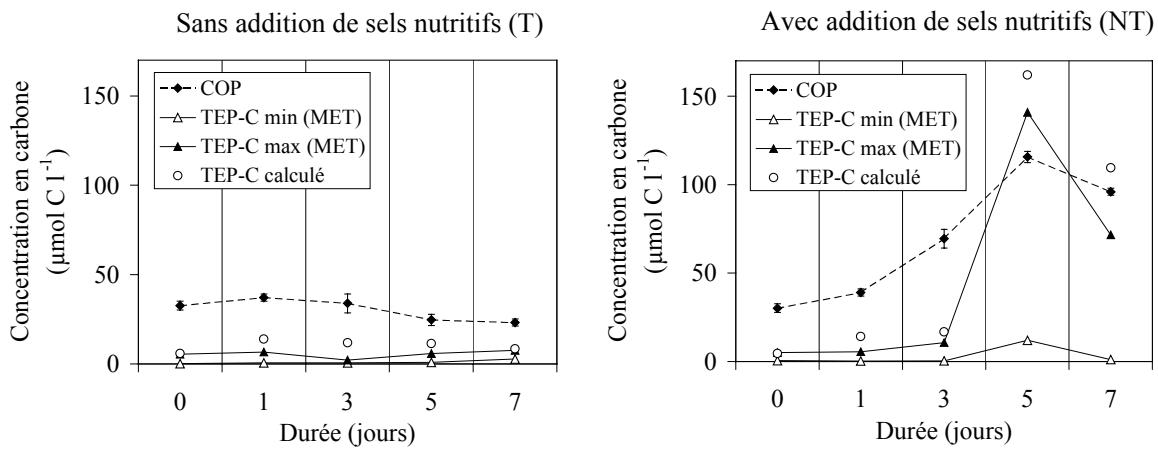 Sans addition de sels nutritifs (T)
Concentration en carbone
(µmol C l⁻¹)
150
100
50
0
COP
TEP-C min (MET)
TEP-C max (MET)
TEP-C calculé
0 1 3 5 7
Durée (jours)
Avec addition de sels nutritifs (NT)
Concentration en carbone
(µmol C l⁻¹)
150
100
50
0
COP
TEP-C min (MET)
TEP-C max (MET)
TEP-C calculé
0 1 3 5 7
Durée (jours)